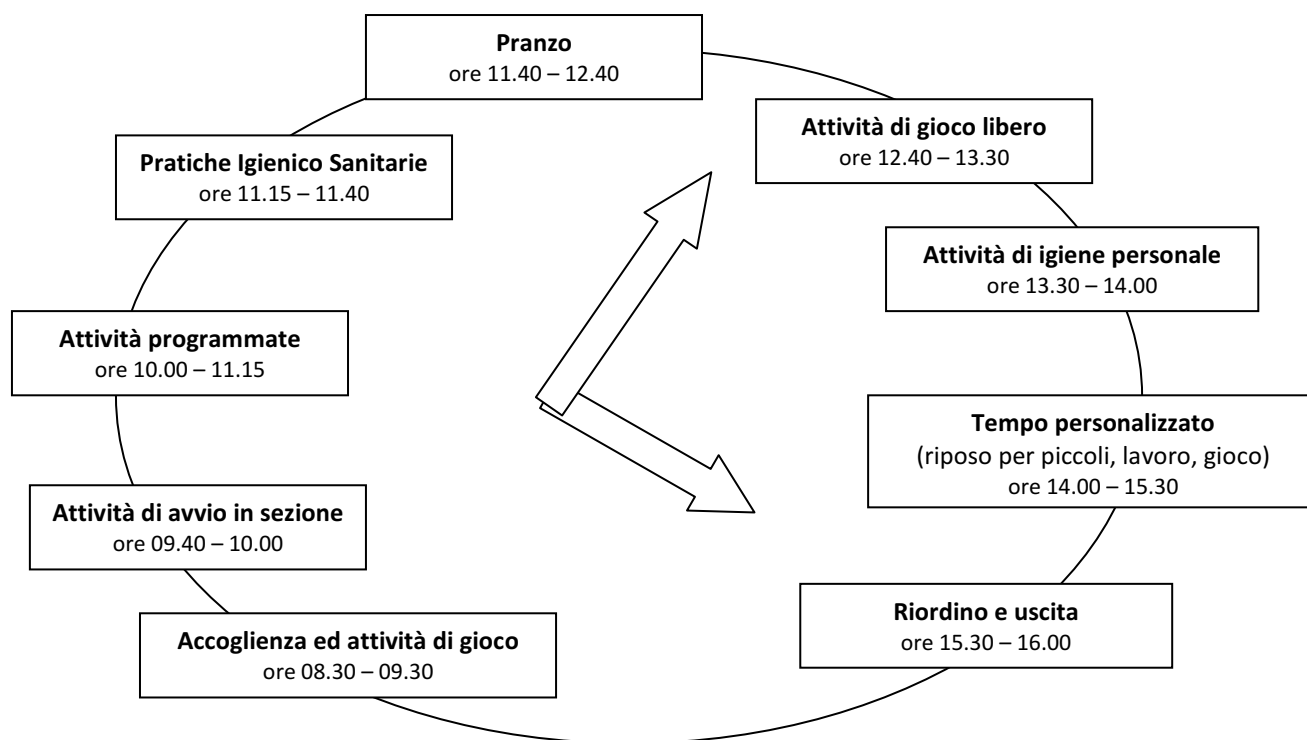 Pranzo
ore 11.40 – 12.40
Attività di gioco libero
ore 12.40 – 13.30
Pratiche Igienico Sanitarie
ore 11.15 – 11.40
Attività di igiene personale
ore 13.30 – 14.00
Attività programmate
ore 10.00 – 11.15
Tempo personalizzato
(riposo per piccoli, lavoro, gioco)
ore 14.00 – 15.30
Attività di avvio in sezione
ore 09.40 – 10.00
Riordino e uscita
ore 15.30 – 16.00
Accoglienza ed attività di gioco
ore 08.30 – 09.30